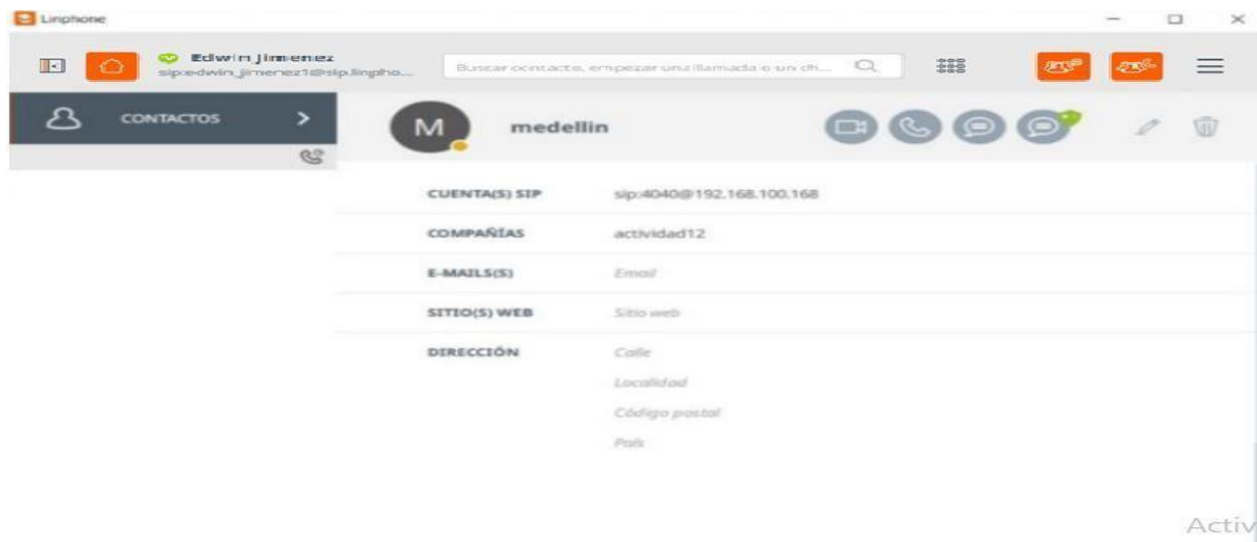 Linphone
Edwin Jimenez
sip:edwin_jimenez1@sip.linpho...
Buscar contacto, empezar una llamada o un ch...
CONTACTOS
M
medellin
CUENTA(S) SIP sip:4040@192.168.100.168
COMPAÑÍAS actividad12
E-MAILS(S) Email
SITIO(S) WEB Sitio web
DIRECCIÓN Calle
Localidad
Código postal
País
Activ